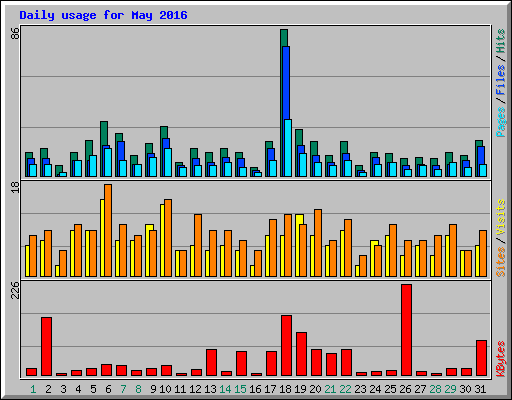 Daily usage for May 2016
86
Pages / Files / Hits
18
Sites / Visits
226
KBytes
1 2 3 4 5 6 7 8 9 10 11 12 13 14 15 16 17 18 19 20 21 22 23 24 25 26 27 28 29 30 31